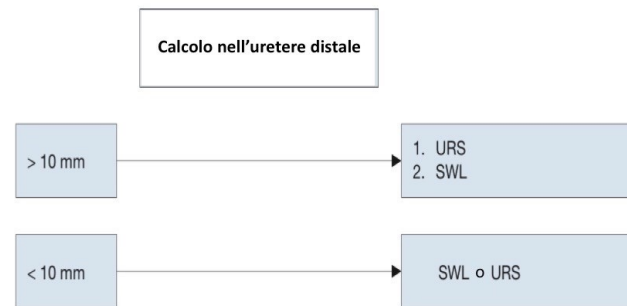 Calcolo nell'uretere distale
> 10 mm
1. URS
2. SWL
< 10 mm
SWL o URS